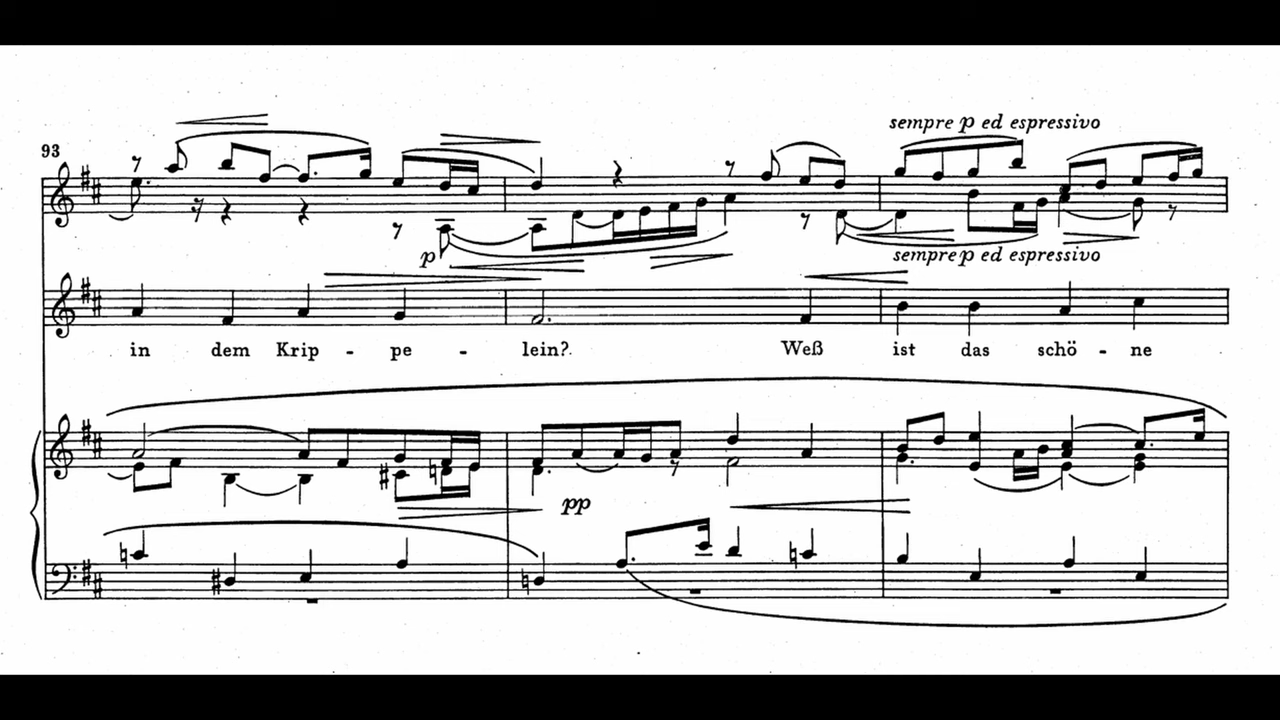 sempre p ed espressivo
93
p
sempre p ed espressivo
in dem Krip - pe - lein? Weß ist das schö - ne
pp